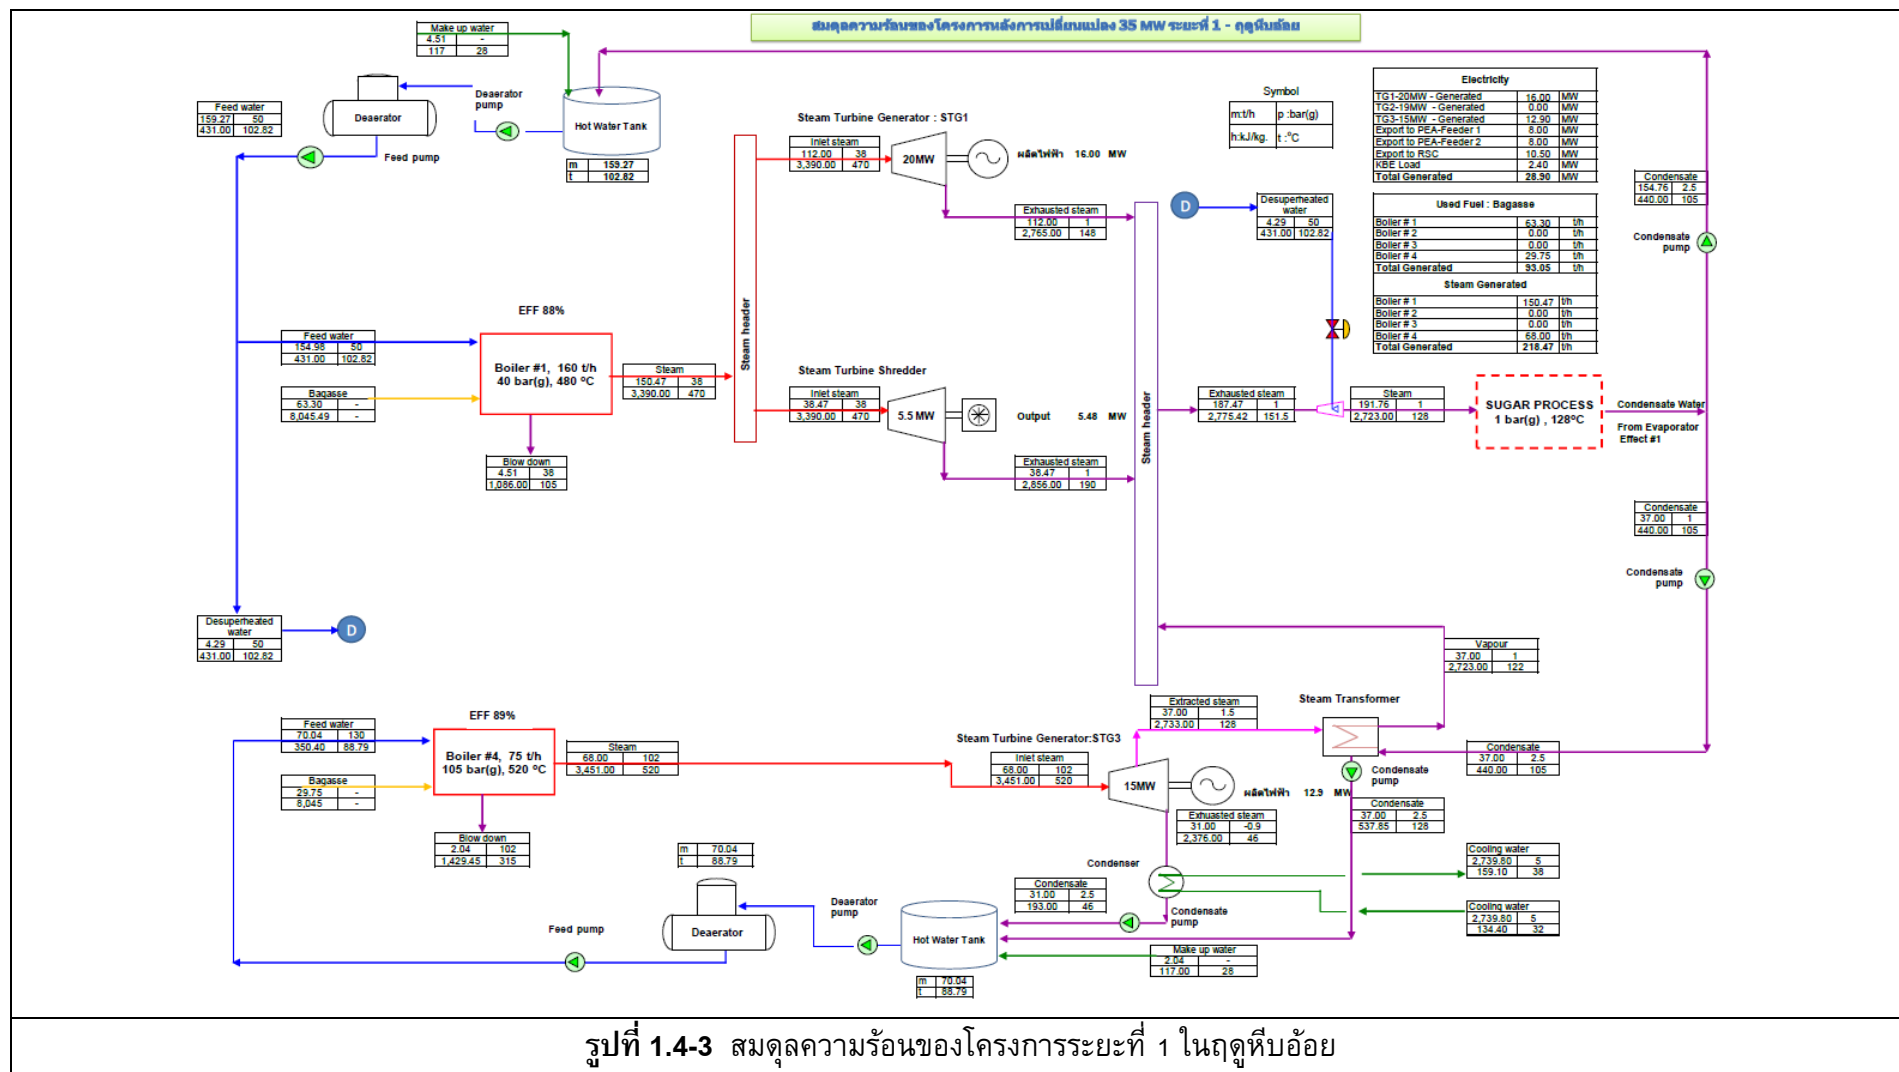 สมดุลความร้อนของโครงการหลังการเปลี่ยนแปลง 35 MW ระยะที่ 1 - ฤดูหีบอ้อย
Make up water
4.51 -
117 28
Feed water
159.27 50
431.00 102.82
Deaerator
Feed pump
Deaerator
pump
Hot Water Tank
m 159.27
t 102.82
Steam Turbine Generator : STG1
Inlet steam
112.00 38
3,390.00 470
20MW
ผลิตไฟฟ้า 16.00 MW
Exhausted steam
112.00 1
2,765.00 148
Symbol
m:t/h p :bar(g)
h:kJ/kg. t :°C
Electricity
TG1-20MW - Generated 16.00 MW
TG2-19MW - Generated 0.00 MW
TG3-15MW - Generated 12.90 MW
Export to PEA-Feeder 1 8.00 MW
Export to PEA-Feeder 2 8.00 MW
Export to RSC 10.50 MW
KBE Load 2.40 MW
Total Generated 28.90 MW
Used Fuel : Bagasse
Boiler # 1 63.30 t/h
Boiler # 2 0.00 t/h
Boiler # 3 0.00 t/h
Boiler # 4 29.75 t/h
Total Generated 93.05 t/h
Steam Generated
Boiler # 1 150.47 t/h
Boiler # 2 0.00 t/h
Boiler # 3 0.00 t/h
Boiler # 4 68.00 t/h
Total Generated 218.47 t/h
Condensate
154.76 2.5
440.00 105
Condensate
pump
D
Desuperheated
water
4.29 50
431.00 102.82
EFF 88%
Feed water
154.98 50
431.00 102.82
Bagasse
63.30 -
8,045.49 -
Boiler #1, 160 t/h
40 bar(g), 480 °C
Steam
150.47 38
3,390.00 470
Blow down
4.51 38
1,086.00 105
Steam header
Steam Turbine Shredder
Inlet steam
38.47 38
3,390.00 470
5.5 MW
Output 5.48 MW
Exhausted steam
38.47 1
2,856.00 190
Steam header
Exhausted steam
187.47 1
2,775.42 151.5
Steam
191.76 1
2,723.00 128
SUGAR PROCESS
1 bar(g) , 128°C
Condensate Water
From Evaporator
Effect #1
Condensate
37.00 1
440.00 105
Condensate
pump
Desuperheated
water
4.29 50
431.00 102.82
D
Vapour
37.00 1
2,723.00 122
Steam Transformer
Extracted steam
37.00 1.5
2,733.00 128
EFF 89%
Feed water
70.04 130
350.40 88.79
Bagasse
29.75 -
8,045 -
Boiler #4, 75 t/h
105 bar(g), 520 °C
Steam
68.00 102
3,451.00 520
Blow down
2.04 102
1,429.45 315
Steam Turbine Generator:STG3
Inlet steam
68.00 102
3,451.00 520
15MW
ผลิตไฟฟ้า 12.9 MW
Exhuasted steam
31.00 -0.9
2,376.00 46
Condensate
37.00 2.5
440.00 105
Condensate
pump
Condensate
37.00 2.5
537.85 128
Condenser
Cooling water
2,739.80 5
159.10 38
Cooling water
2,739.80 5
134.40 32
Condensate
31.00 2.5
193.00 46
Condensate
pump
m 70.04
t 88.79
Deaerator
Feed pump
Deaerator
pump
Hot Water Tank
m 70.04
t 88.79
Make up water
2.04 -
117.00 28
รูปที่ 1.4-3 สมดุลความร้อนของโครงการระยะที่ 1 ในฤดูหีบอ้อย